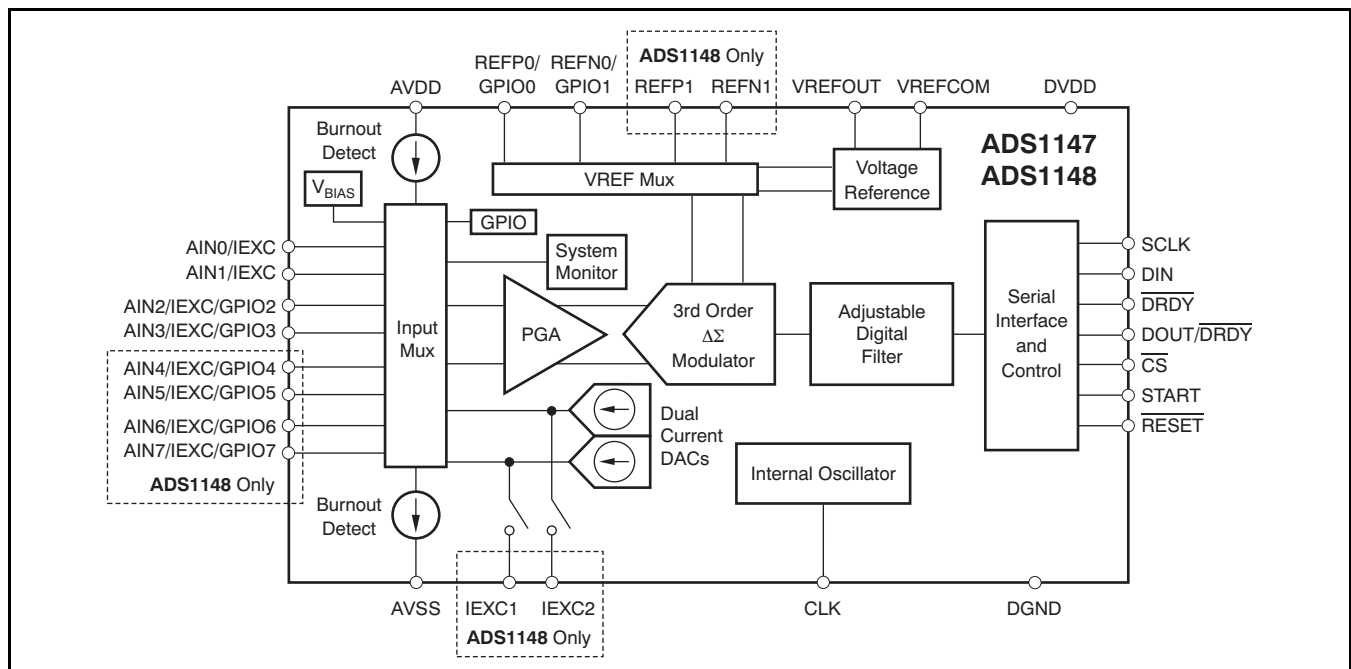 ADS1148 Only
REFP0/
GPIO0
REFN0/
GPIO1
REFP1
REFN1
AVDD
VREFOUT
VREFCOM
DVDD
Burnout
Detect
ADS1147
ADS1148
VREF Mux
Voltage
Reference
VBIAS
GPIO
System
Monitor
AIN0/IEXC
AIN1/IEXC
AIN2/IEXC/GPIO2
AIN3/IEXC/GPIO3
AIN4/IEXC/GPIO4
AIN5/IEXC/GPIO5
AIN6/IEXC/GPIO6
AIN7/IEXC/GPIO7
ADS1148 Only
Input
Mux
PGA
3rd Order
ΔΣ
Modulator
Adjustable
Digital
Filter
Serial
Interface
and
Control
SCLK
DIN
DRDY
DOUT/DRDY
CS
START
RESET
Dual
Current
DACs
Internal Oscillator
Burnout
Detect
AVSS
IEXC1
IEXC2
ADS1148 Only
CLK
DGND